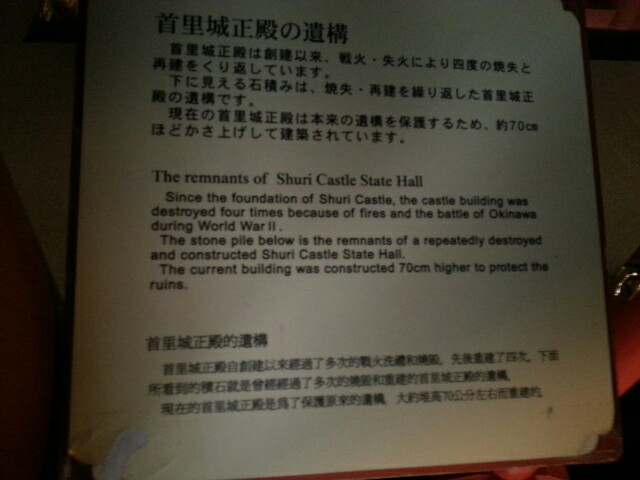 首里城正殿の遺構
首里城正殿は創建以来、戦火・失火により四度の焼失と
再建をくり返しています。
下に見える石積みは、焼失・再建を繰り返した首里城正
殿の遺構です。
現在の首里城正殿は本来の遺構を保護するため、約70cm
ほどかさ上げして建築されています。
The remnants of Shuri Castle State Hall
Since the foundation of Shuri Castle, the castle building was
destroyed four times because of fires and the battle of Okinawa
during World War II.
The stone pile below is the remnants of a repeatedly destroyed
and constructed Shuri Castle State Hall.
The current building was constructed 70cm higher to protect the
ruins.
首里城正殿的遺構
首里城正殿自創建以來經過了多次的戰火洗禮和燒毀，先後重建了四次。下面
所看到的積石就是曾經經過了多次的燒毀和重建的首里城正殿的遺構。
現在的首里城正殿是爲了保護原來的遺構，大約堆高70公分左右而重建的。